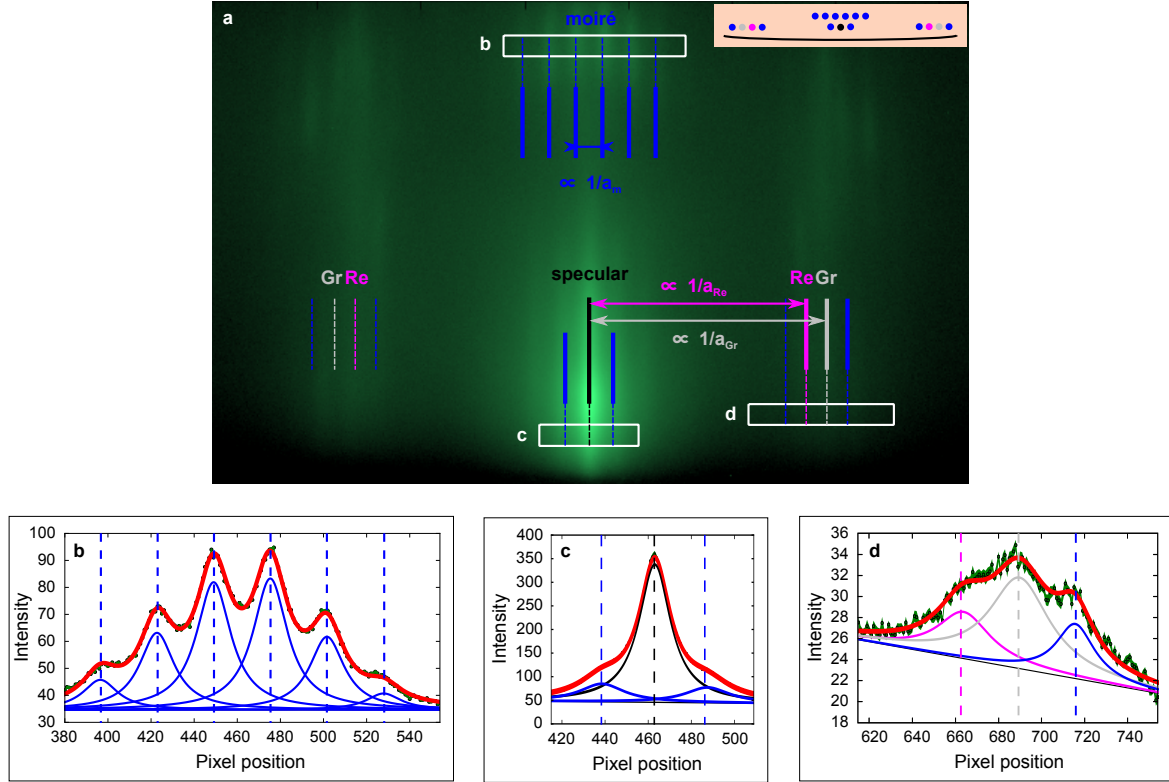 a
moiré
b
∝ 1/a_m
Gr Re
specular
Re Gr
∝ 1/a_Re
∝ 1/a_Gr
c
d
b
Intensity
100
90
80
70
60
50
40
30
380 400 420 440 460 480 500 520 540
Pixel position
c
Intensity
400
350
300
250
200
150
100
50
0
420 440 460 480 500
Pixel position
d
Intensity
36
34
32
30
28
26
24
22
20
18
620 640 660 680 700 720 740
Pixel position